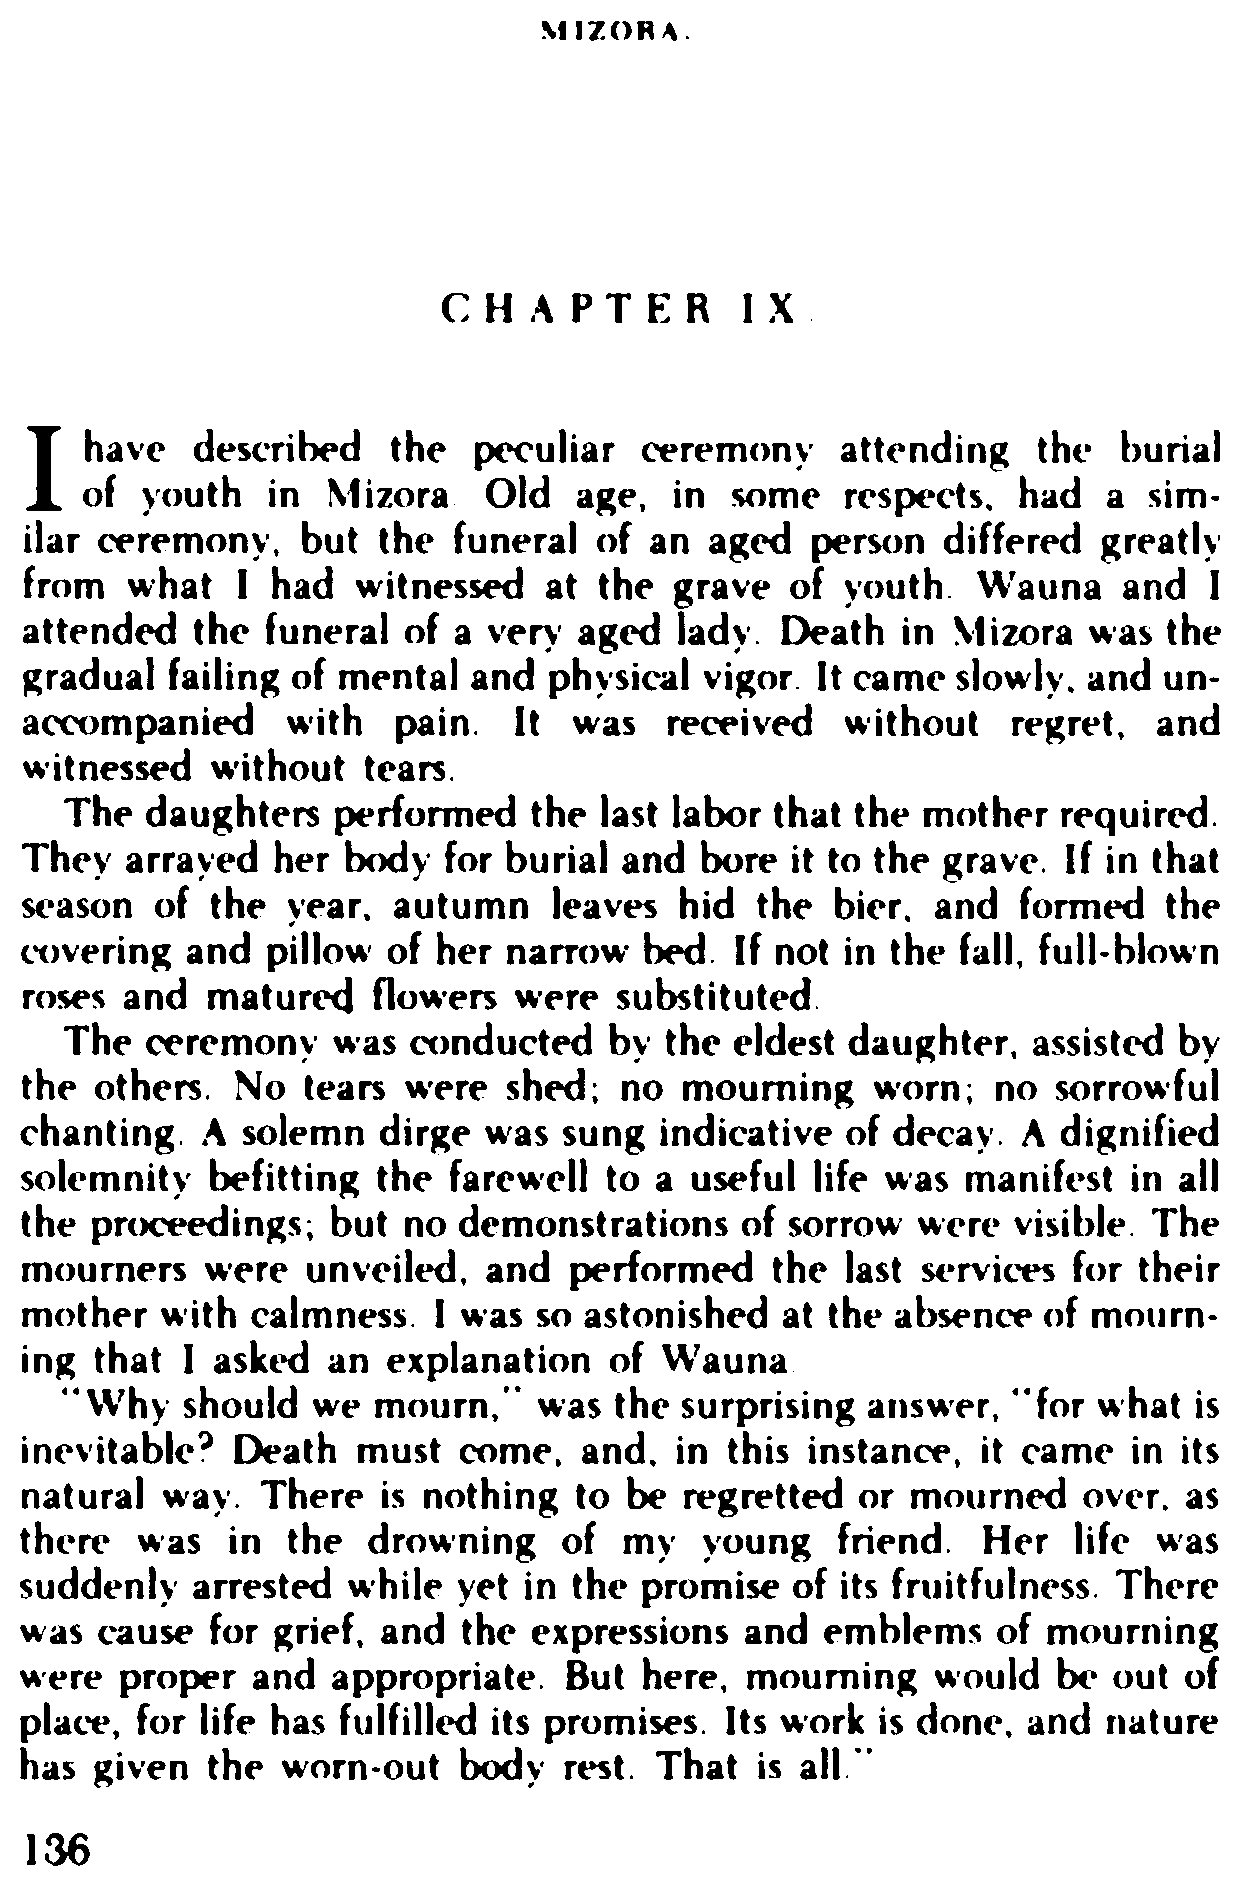 MIZORA.
CHAPTER IX.
I have described the peculiar ceremony attending the burial
of youth in Mizora. Old age, in some respects, had a sim-
ilar ceremony, but the funeral of an aged person differed greatly
from what I had witnessed at the grave of youth. Wauna and I
attended the funeral of a very aged lady. Death in Mizora was the
gradual failing of mental and physical vigor. It came slowly, and un-
accompanied with pain. It was received without regret, and
witnessed without tears.
The daughters performed the last labor that the mother required.
They arrayed her body for burial and bore it to the grave. If in that
season of the year, autumn leaves hid the bier, and formed the
covering and pillow of her narrow bed. If not in the fall, full-blown
roses and matured flowers were substituted.
The ceremony was conducted by the eldest daughter, assisted by
the others. No tears were shed; no mourning worn; no sorrowful
chanting. A solemn dirge was sung indicative of decay. A dignified
solemnity befitting the farewell to a useful life was manifest in all
the proceedings; but no demonstrations of sorrow were visible. The
mourners were unveiled, and performed the last services for their
mother with calmness. I was so astonished at the absence of mourn-
ing that I asked an explanation of Wauna.
"Why should we mourn," was the surprising answer, "for what is
inevitable? Death must come, and, in this instance, it came in its
natural way. There is nothing to be regretted or mourned over, as
there was in the drowning of my young friend. Her life was
suddenly arrested while yet in the promise of its fruitfulness. There
was cause for grief, and the expressions and emblems of mourning
were proper and appropriate. But here, mourning would be out of
place, for life has fulfilled its promises. Its work is done, and nature
has given the worn-out body rest. That is all."
136